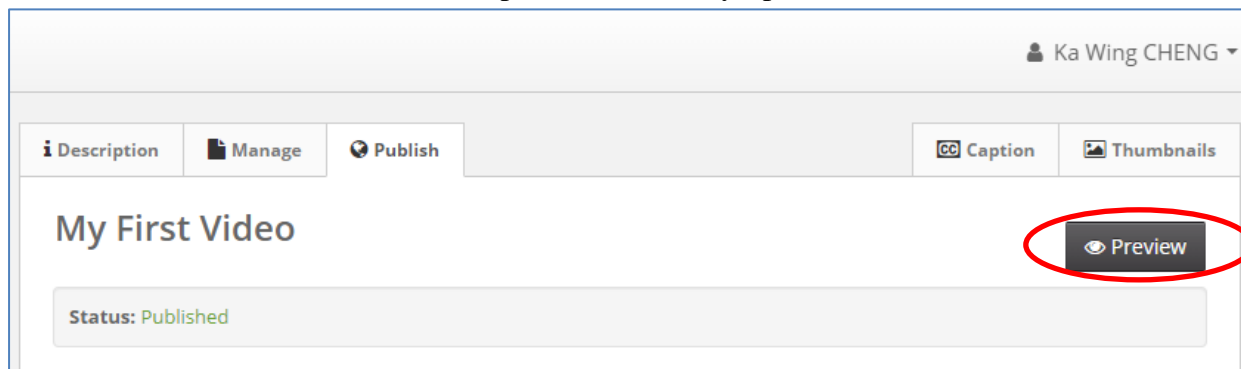 Ka Wing CHENG
Description Manage Publish Caption Thumbnails
My First Video
Preview
Status: Published